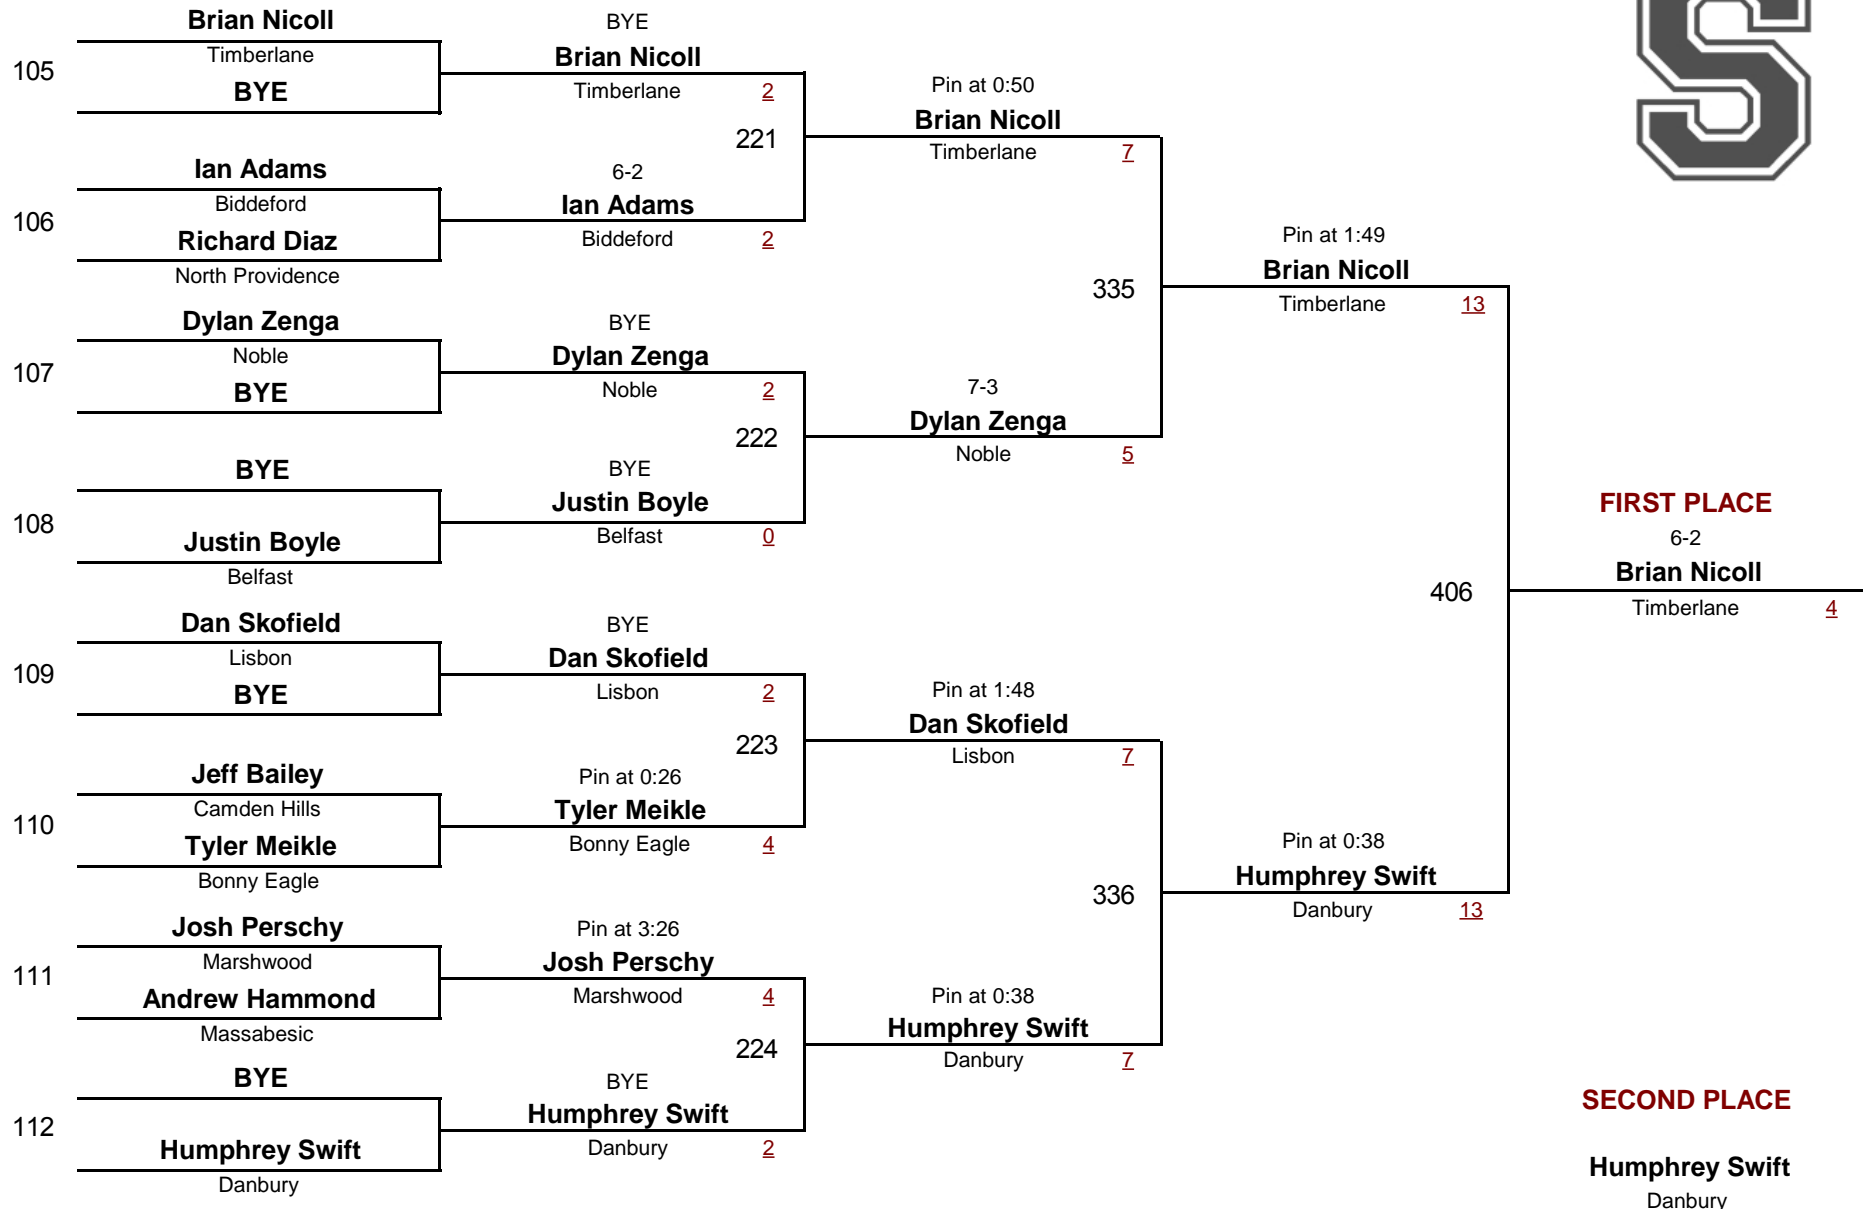 Brian Nicoll
105
Timberlane
BYE
BYE
Brian Nicoll
Timberlane 2
221
Ian Adams
106
Biddeford
Richard Diaz
North Providence
6-2
Ian Adams
Biddeford 2
Pin at 0:50
Brian Nicoll
Timberlane 7
335
Dylan Zenga
107
Noble
BYE
BYE
Dylan Zenga
Noble 2
222
BYE
108
Justin Boyle
Belfast
BYE
Justin Boyle
Belfast 0
7-3
Dylan Zenga
Noble 5
Pin at 1:49
Brian Nicoll
Timberlane 13
406
Dan Skofield
109
Lisbon
BYE
BYE
Dan Skofield
Lisbon 2
223
Jeff Bailey
110
Camden Hills
Tyler Meikle
Bonny Eagle
Pin at 0:26
Tyler Meikle
Bonny Eagle 4
Pin at 1:48
Dan Skofield
Lisbon 7
336
Josh Perschy
111
Marshwood
Andrew Hammond
Massabesic
Pin at 3:26
Josh Perschy
Marshwood 4
224
BYE
112
Humphrey Swift
Danbury
BYE
Humphrey Swift
Danbury 2
Pin at 0:38
Humphrey Swift
Danbury 7
Pin at 0:38
Humphrey Swift
Danbury 13
S
FIRST PLACE
6-2
Brian Nicoll
Timberlane 4
SECOND PLACE
Humphrey Swift
Danbury